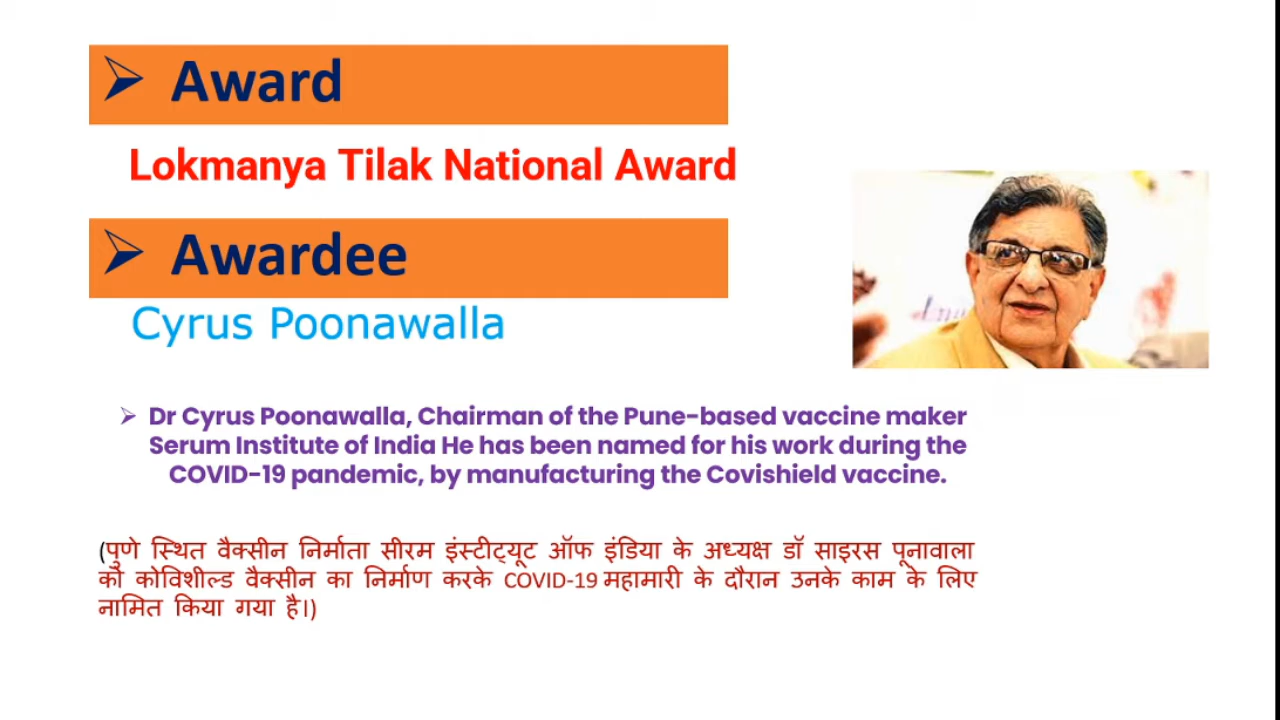 Award
Lokmanya Tilak National Award
Awardee
Cyrus Poonawalla
Dr Cyrus Poonawalla, Chairman of the Pune-based vaccine maker
Serum Institute of India He has been named for his work during the
COVID-19 pandemic, by manufacturing the Covishield vaccine.
(पुणे स्थित वैक्सीन निर्माता सीरम इंस्टीट्यूट ऑफ इंडिया के अध्यक्ष डॉ साइरस पूनावाला
को कोविशील्ड वैक्सीन का निर्माण करके COVID-19 महामारी के दौरान उनके काम के लिए
नामित किया गया है।)